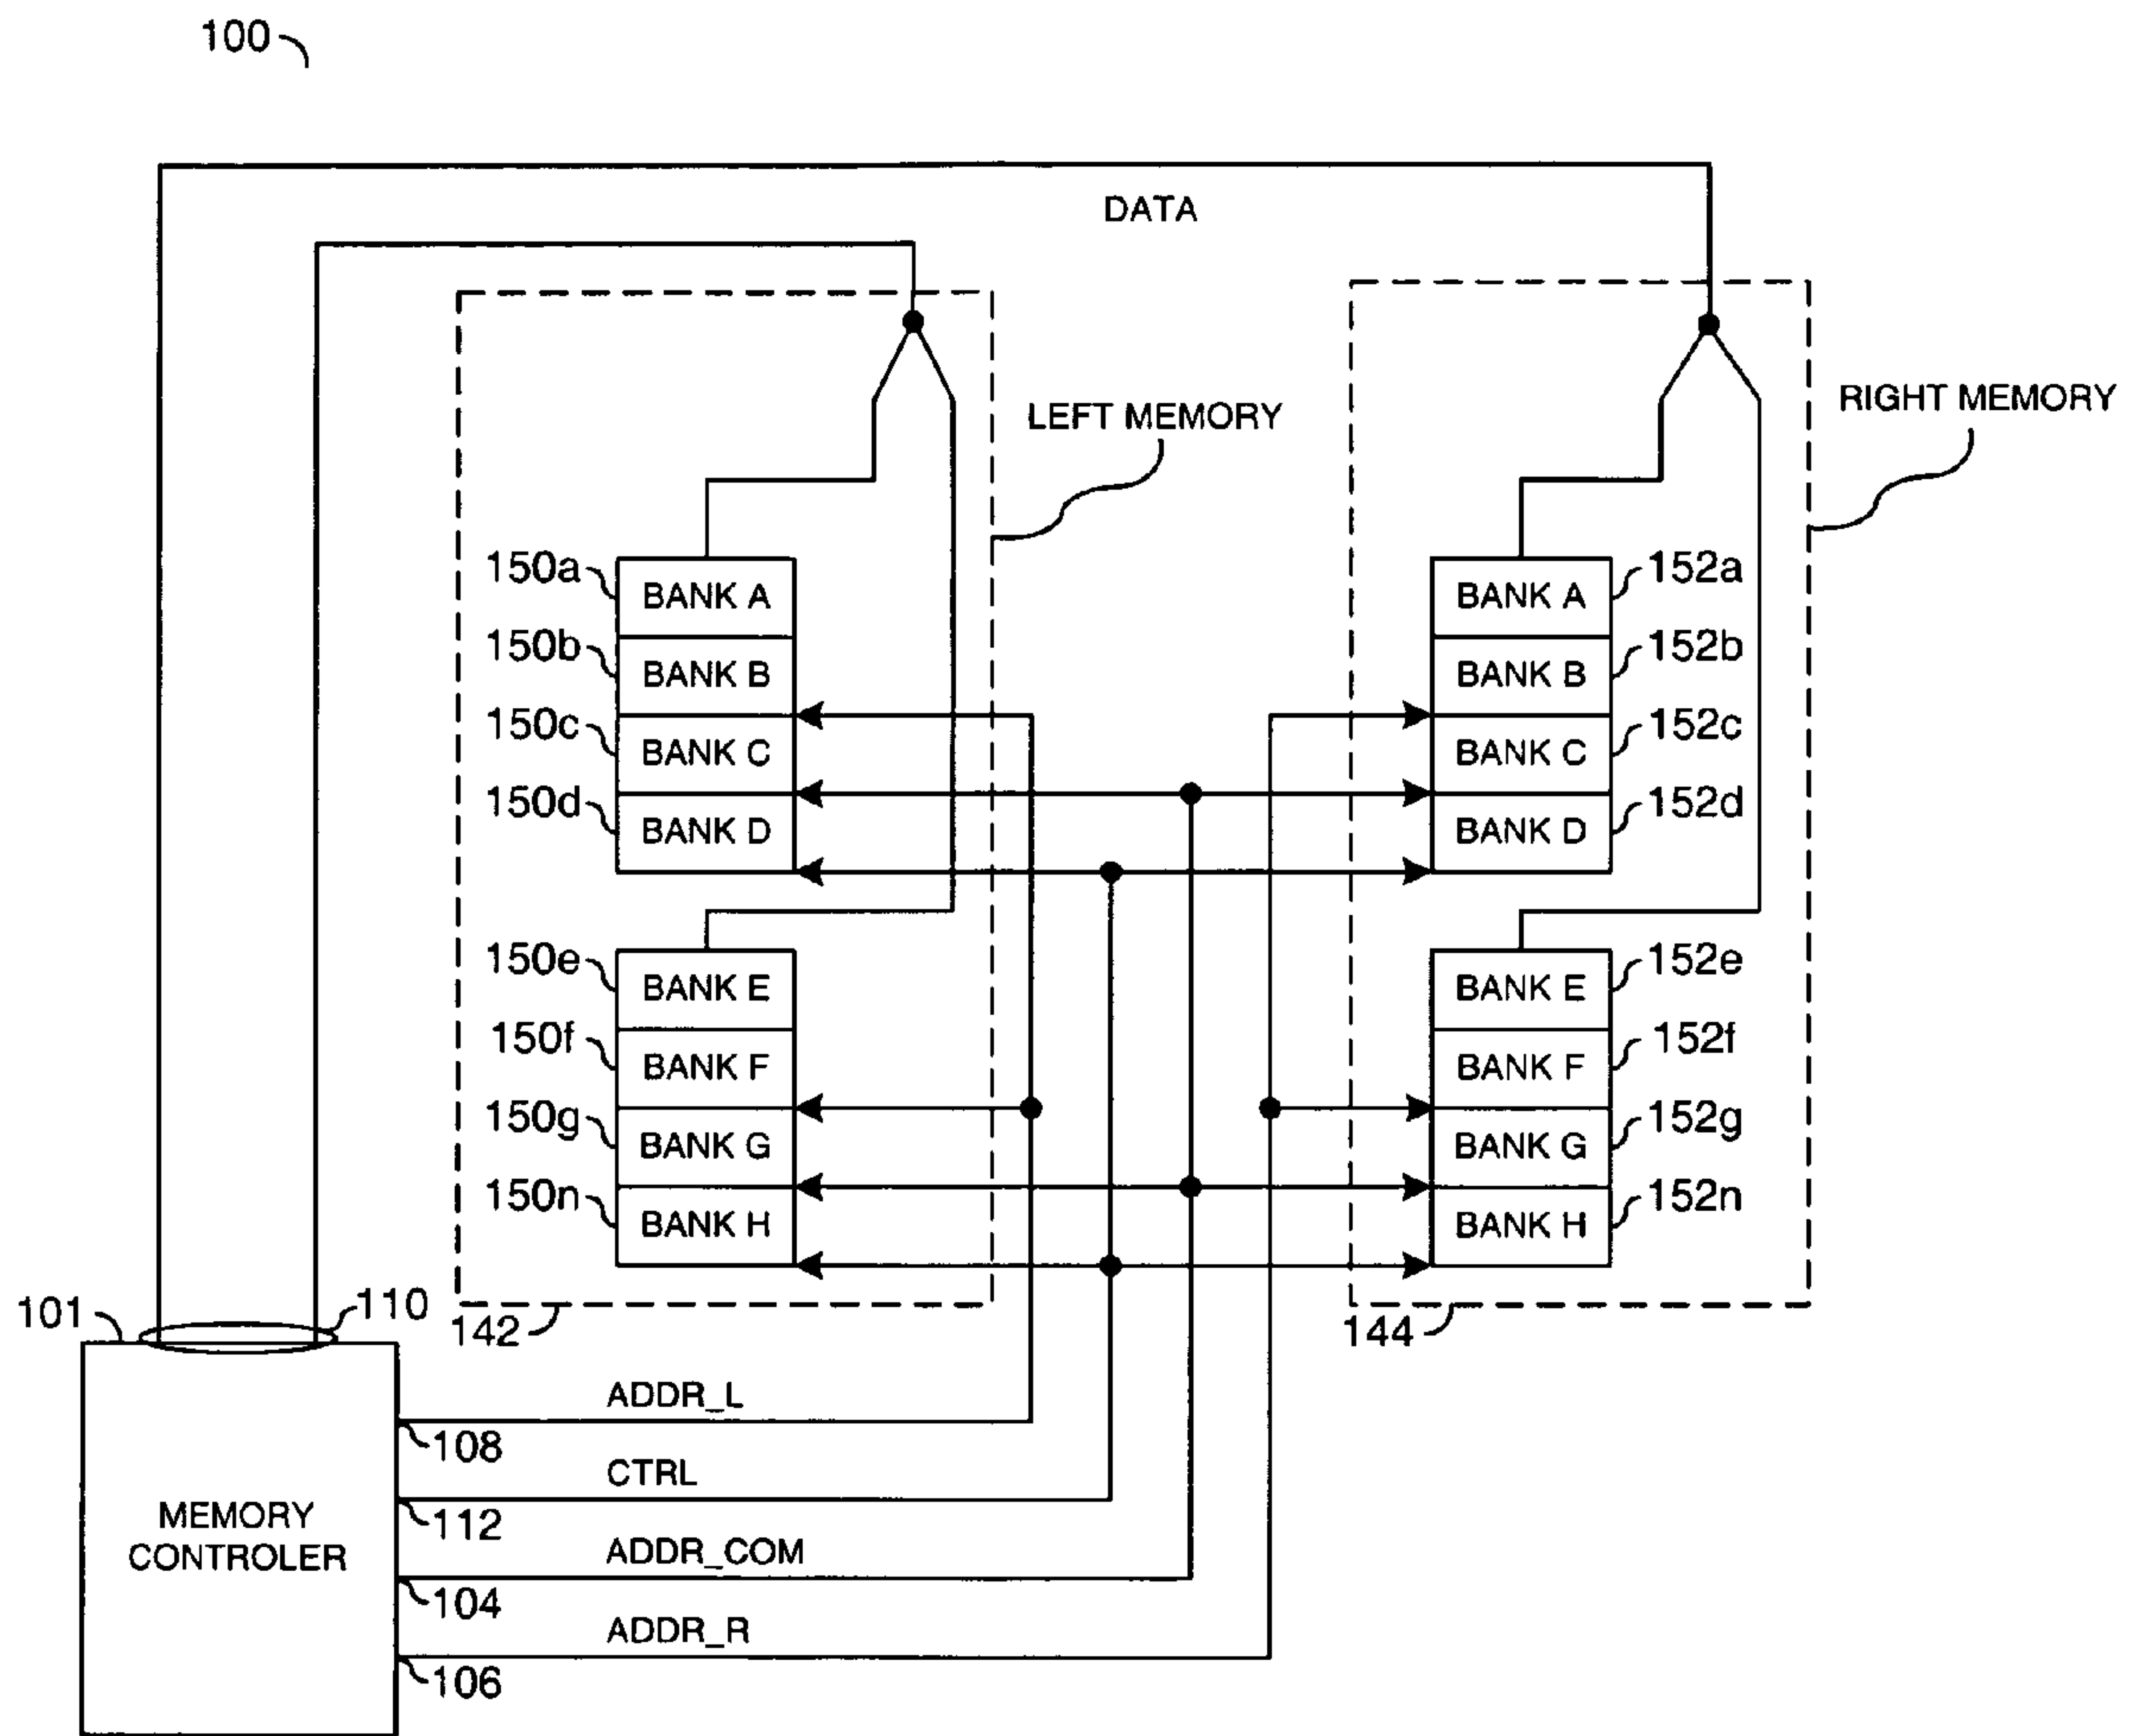 100
DATA
LEFT MEMORY
RIGHT MEMORY
150a
BANK A
BANK A
152a
150b
BANK B
BANK B
152b
150c
BANK C
BANK C
152c
150d
BANK D
BANK D
152d
150e
BANK E
BANK E
152e
150f
BANK F
BANK F
152f
150g
BANK G
BANK G
152g
150n
BANK H
BANK H
152n
101
110
142
144
ADDR_L
108
CTRL
112
MEMORY
CONTROLER
ADDR_COM
104
ADDR_R
106